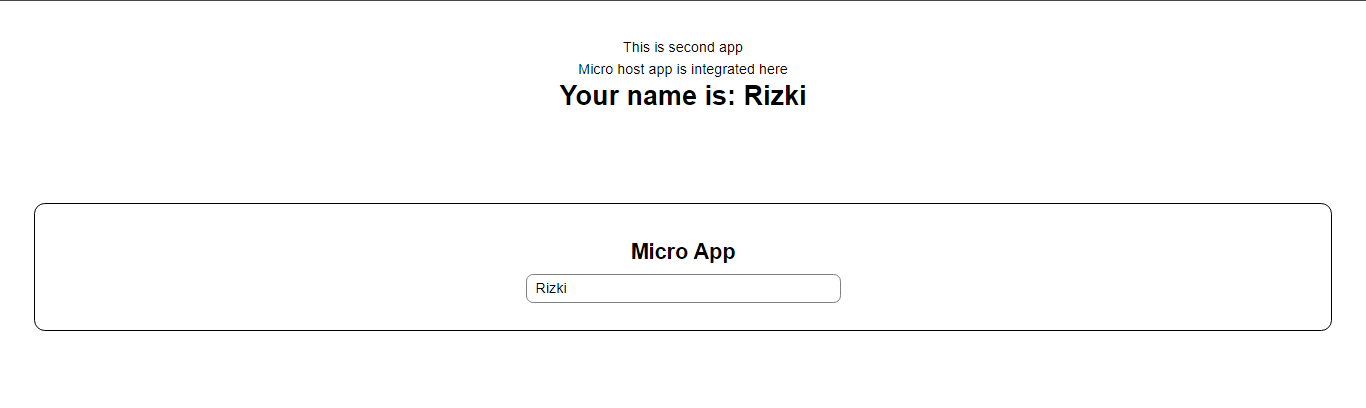 This is second app
Micro host app is integrated here
Your name is: Rizki
Micro App
Rizki